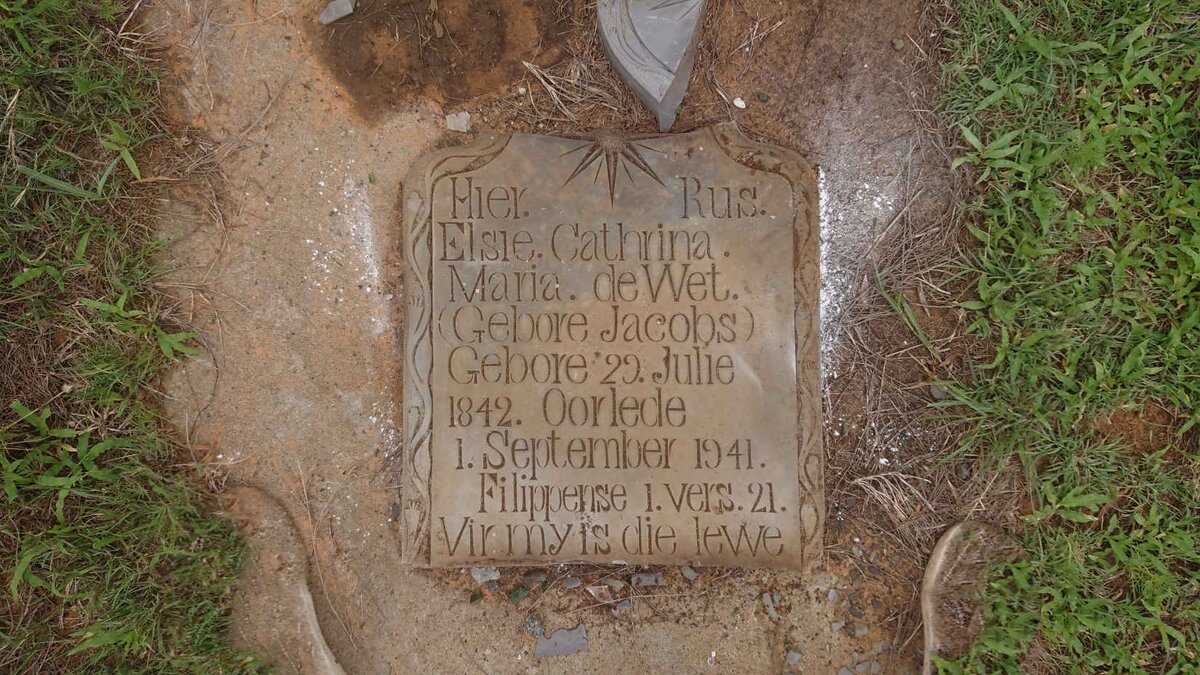 Hier. Rus.
Elsie. Cathrina.
Maria. de Wet.
(Gebore Jacobs)
Gebore 29. Julie
1842. Oorlede
1. September 1941.
Filippense 1. vers. 21.
Vir my is die lewe